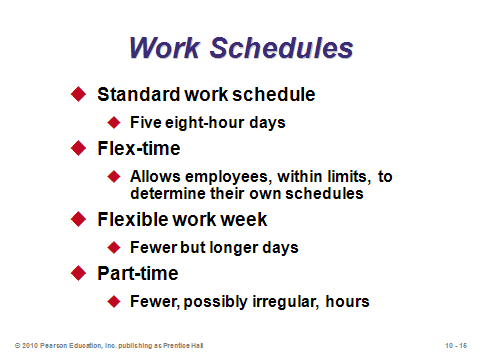 Work Schedules
Standard work schedule
Five eight-hour days
Flex-time
Allows employees, within limits, to
determine their own schedules
Flexible work week
Fewer but longer days
Part-time
Fewer, possibly irregular, hours
© 2010 Pearson Education, Inc. publishing as Prentice Hall
10 - 15